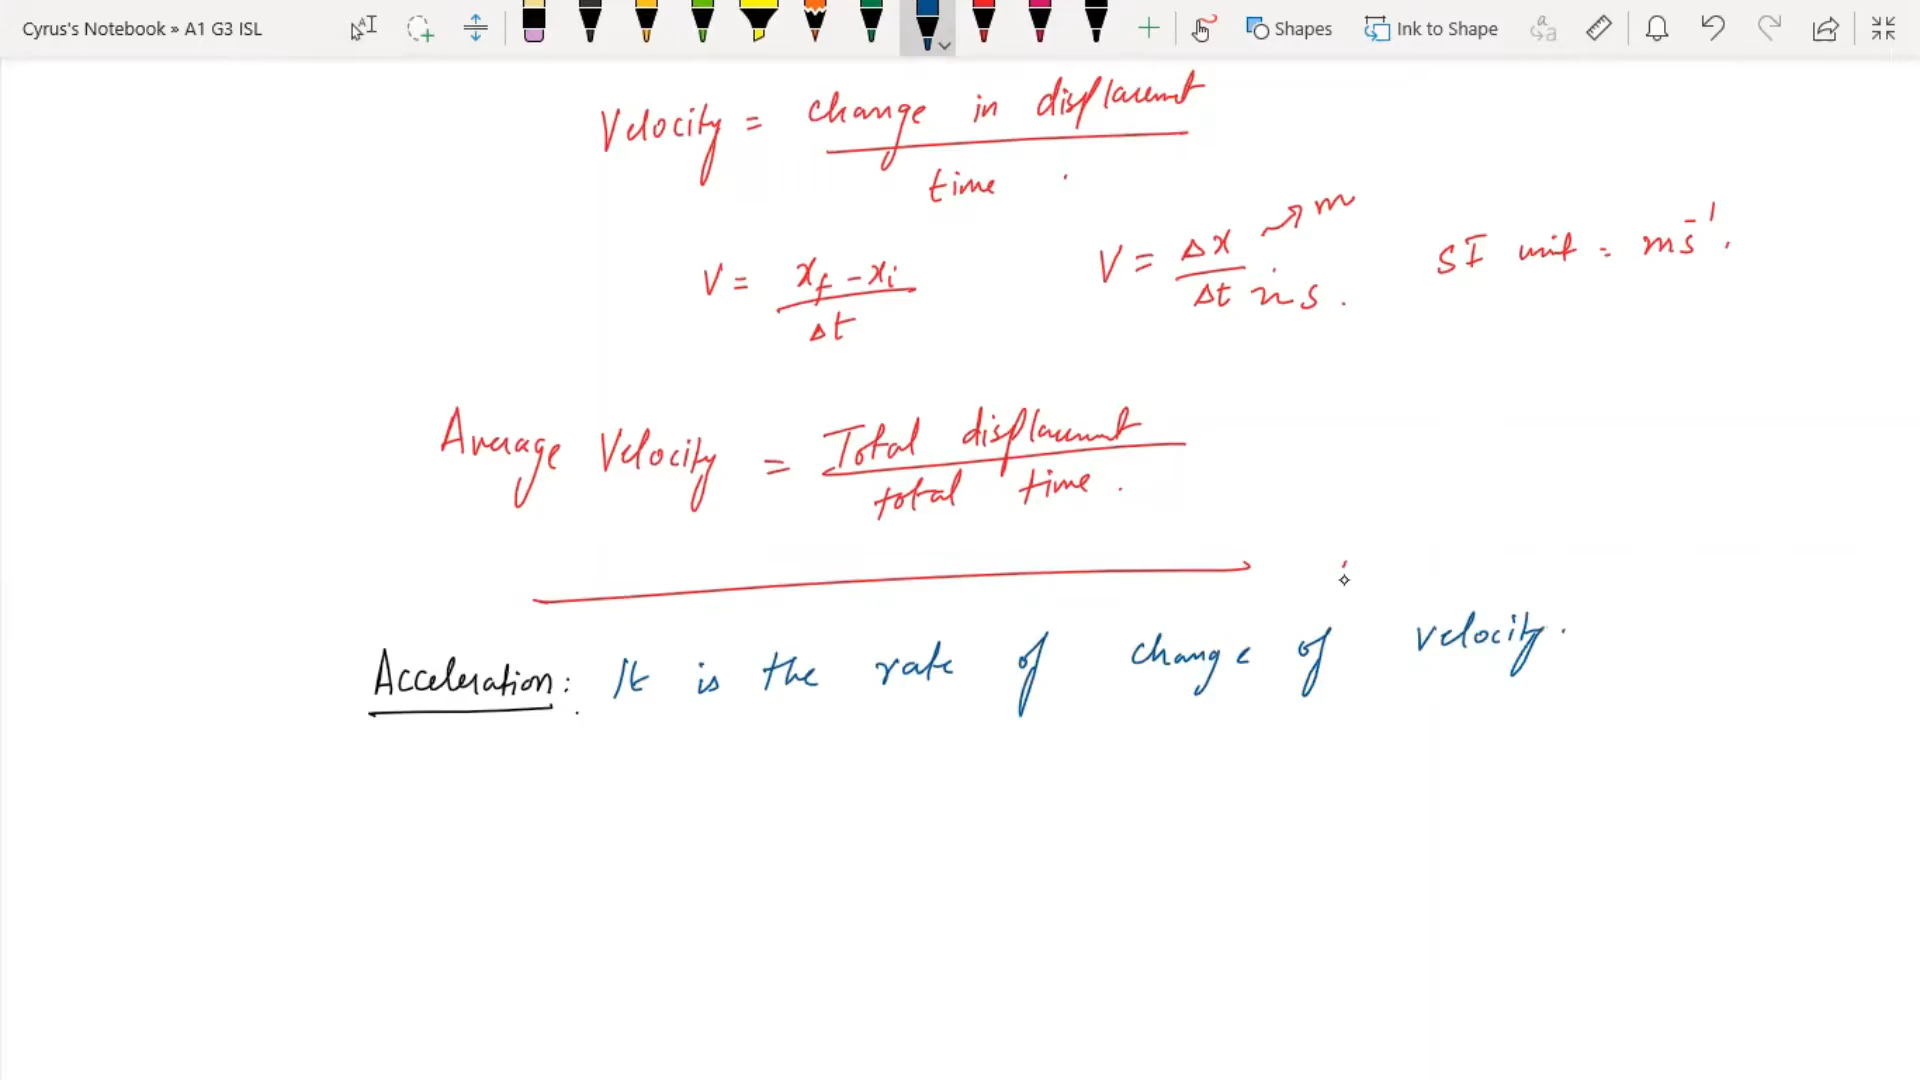 Cyrus's Notebook » A1 G3 ISL Shapes Ink to Shape
Velocity = change in displacement
time
V = Δx → m SI unit = ms⁻¹.
Δt → s.
V = xf - xi
Δt
Average Velocity = Total displacement
total time.
Acceleration: It is the rate of change of velocity.